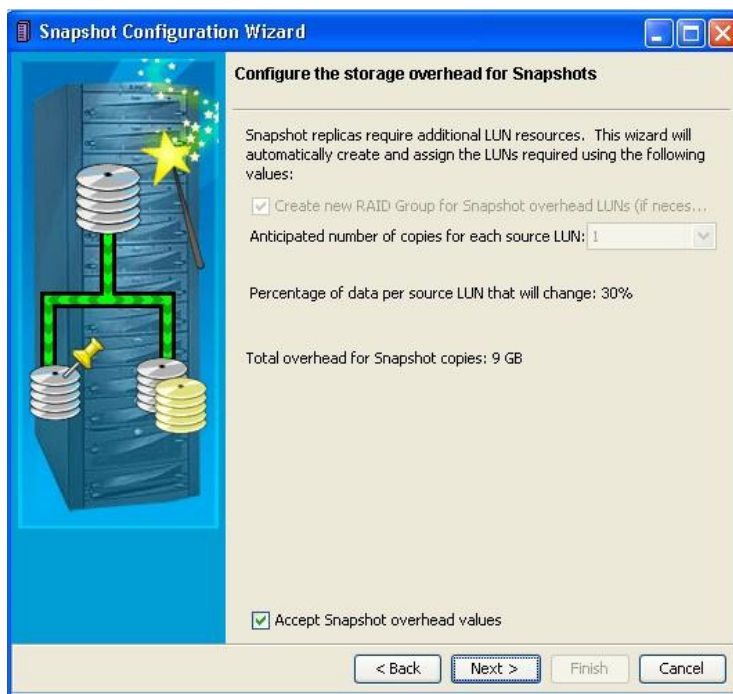 Snapshot Configuration Wizard
Configure the storage overhead for Snapshots
Snapshot replicas require additional LUN resources. This wizard will
automatically create and assign the LUNs required using the following
values:
Create new RAID Group for Snapshot overhead LUNs (if neces...
Anticipated number of copies for each source LUN: 1
Percentage of data per source LUN that will change: 30%
Total overhead for Snapshot copies: 9 GB
Accept Snapshot overhead values
< Back Next > Finish Cancel